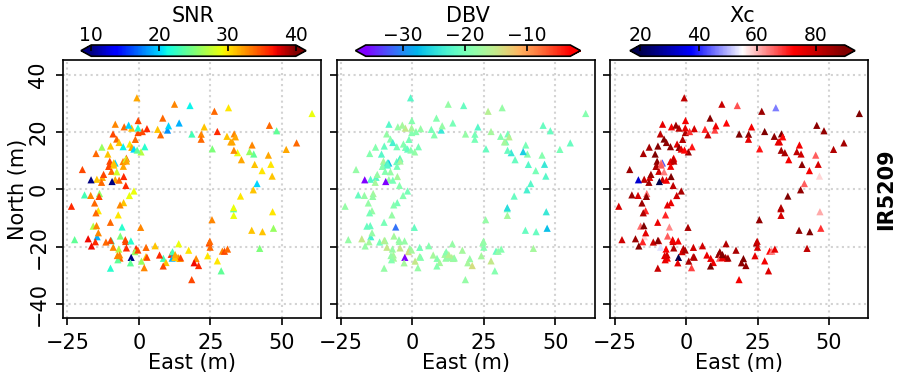 SNR DBV Xc
10 20 30 40 −30 −20 −10 20 40 60 80
40
20
0
−20
−40
North (m)
−25 0 25 50 −25 0 25 50 −25 0 25 50
East (m) East (m) East (m)
IR5209